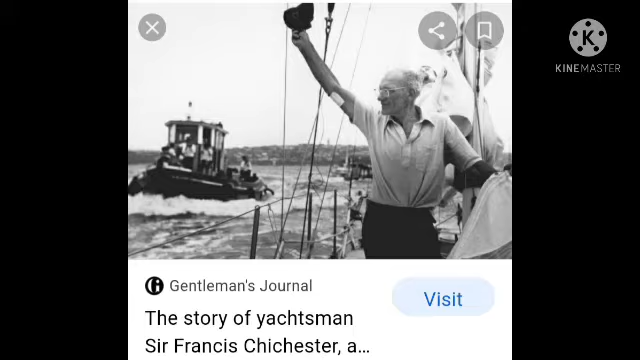 KINEMASTER
Gentleman's Journal
Visit
The story of yachtsman
Sir Francis Chichester, a...